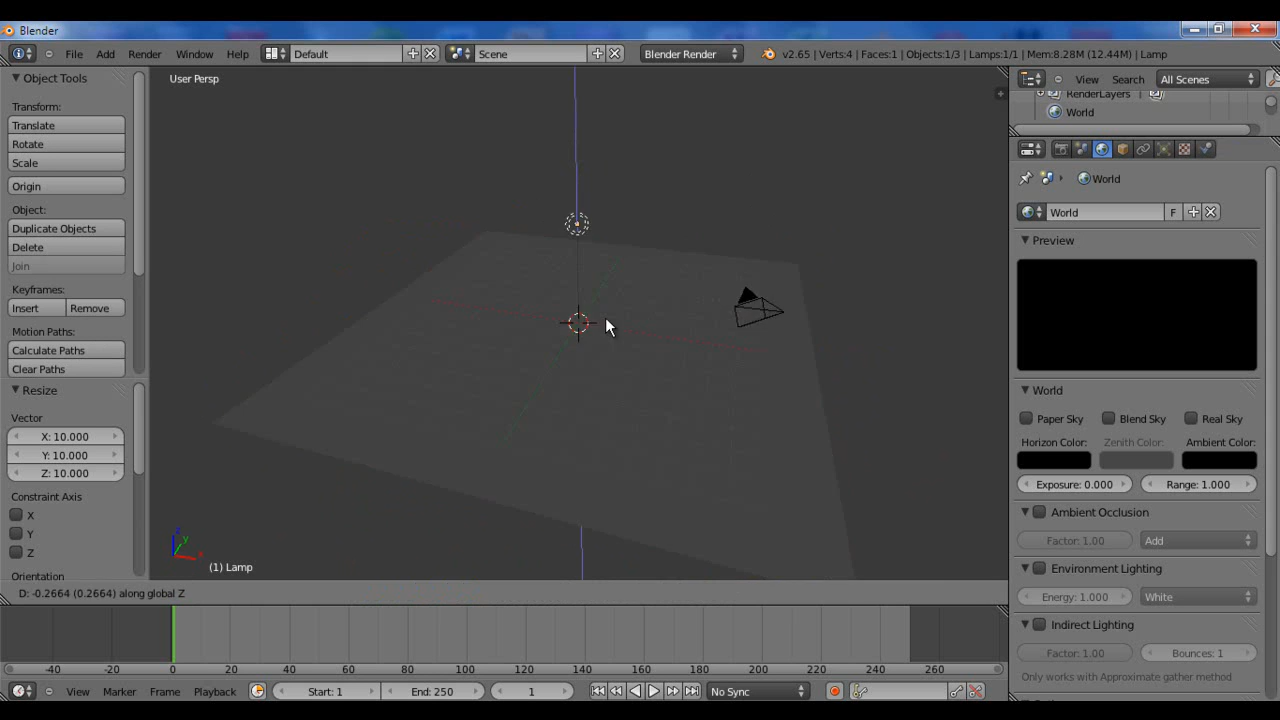 Blender
File Add Render Window Help Default Scene Blender Render v2.65 | Verts:4 | Faces:1 | Objects:1/3 | Lamps:1/1 | Mem:8.28M (12.44M) | Lamp
Object Tools
Transform:
Translate
Rotate
Scale
Origin
Object:
Duplicate Objects
Delete
Join
Keyframes:
Insert Remove
Motion Paths:
Calculate Paths
Clear Paths
Resize
Vector
X: 10.000
Y: 10.000
Z: 10.000
Constraint Axis
X
Y
Z
Orientation
User Persp
z
y
x
(1) Lamp
D: -0.2664 (0.2664) along global Z
View Search All Scenes
RenderLayers
World
World
World F
Preview
World
Paper Sky Blend Sky Real Sky
Horizon Color: Zenith Color: Ambient Color:
Exposure: 0.000 Range: 1.000
Ambient Occlusion
Factor: 1.00 Add
Environment Lighting
Energy: 1.000 White
Indirect Lighting
Factor: 1.00 Bounces: 1
Only works with Approximate gather method
-40 -20 0 20 40 60 80 100 120 140 160 180 200 220 240 260
View Marker Frame Playback Start: 1 End: 250 1 No Sync